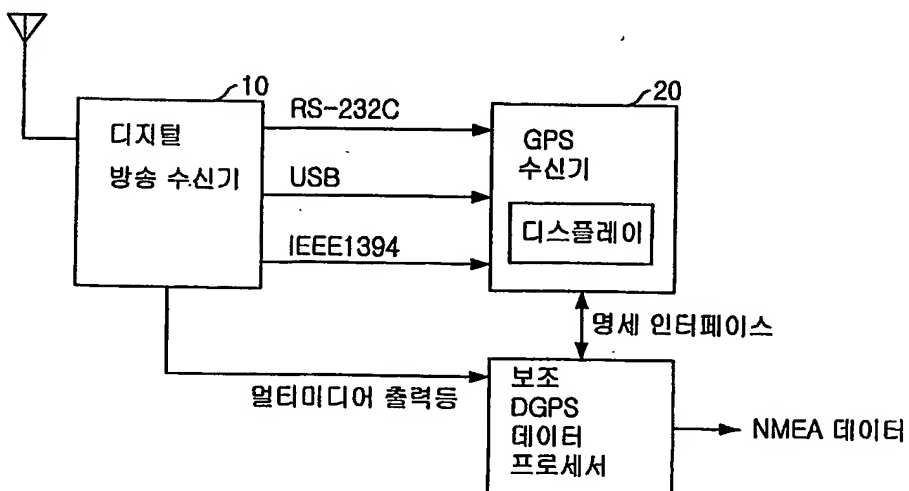 10
디지털
방송 수신기
RS-232C
USB
IEEE1394
20
GPS
수신기
디스플레이
명세 인터페이스
멀티미디어 출력등
보조
DGPS
데이터
프로세서
NMEA 데이터